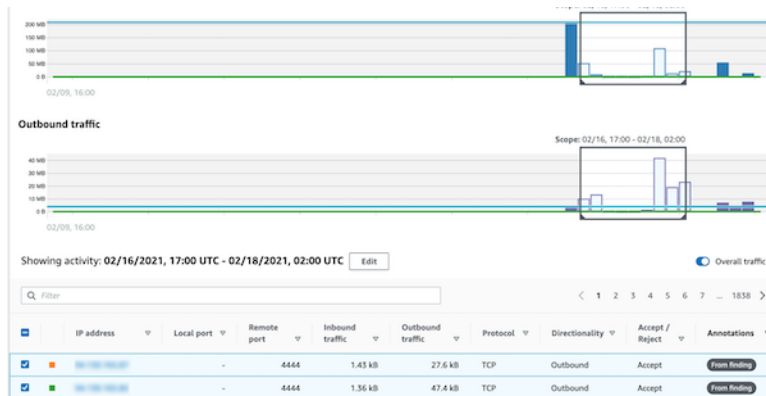 200 MB
150 MB
100 MB
50 MB
0 B
02/09, 16:00
Outbound traffic
Scope: 02/16, 17:00 - 02/18, 02:00
40 MB
30 MB
20 MB
10 MB
0 B
02/09, 16:00
Showing activity: 02/16/2021, 17:00 UTC - 02/18/2021, 02:00 UTC Edit Overall traffic
Filter < 1 2 3 4 5 6 7 ... 1838 >
IP address Local port Remote port Inbound traffic Outbound traffic Protocol Directionality Accept / Reject Annotations
- 4444 1.43 kB 27.6 kB TCP Outbound Accept From finding
- 4444 1.36 kB 47.4 kB TCP Outbound Accept From finding